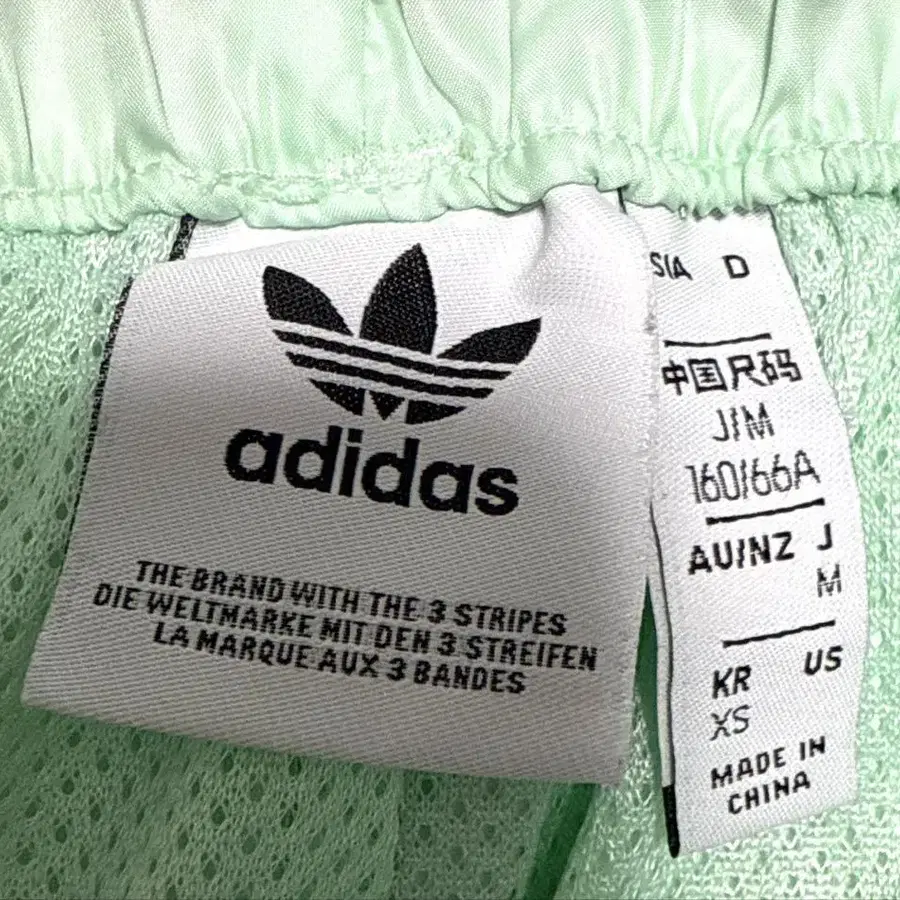 adidas
THE BRAND WITH THE 3 STRIPES
DIE WELTMARKE MIT DEN 3 STREIFEN
LA MARQUE AUX 3 BANDES
D
中国尺码
J/M
160/66A
AU/NZ J
M
KR US
XS
MADE IN
CHINA